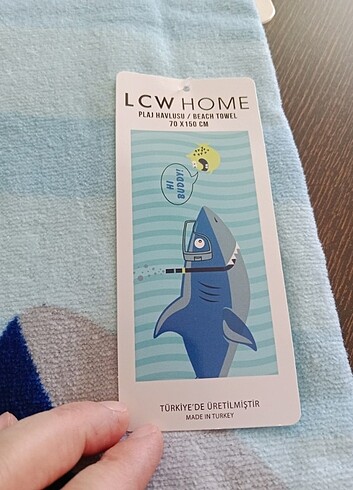 LCW HOME
PLAJ HAVLUSU / BEACH TOWEL
70 X 150 CM
HI
BUDDY!
TÜRKİYE'DE ÜRETİLMİŞTİR
MADE IN TURKEY